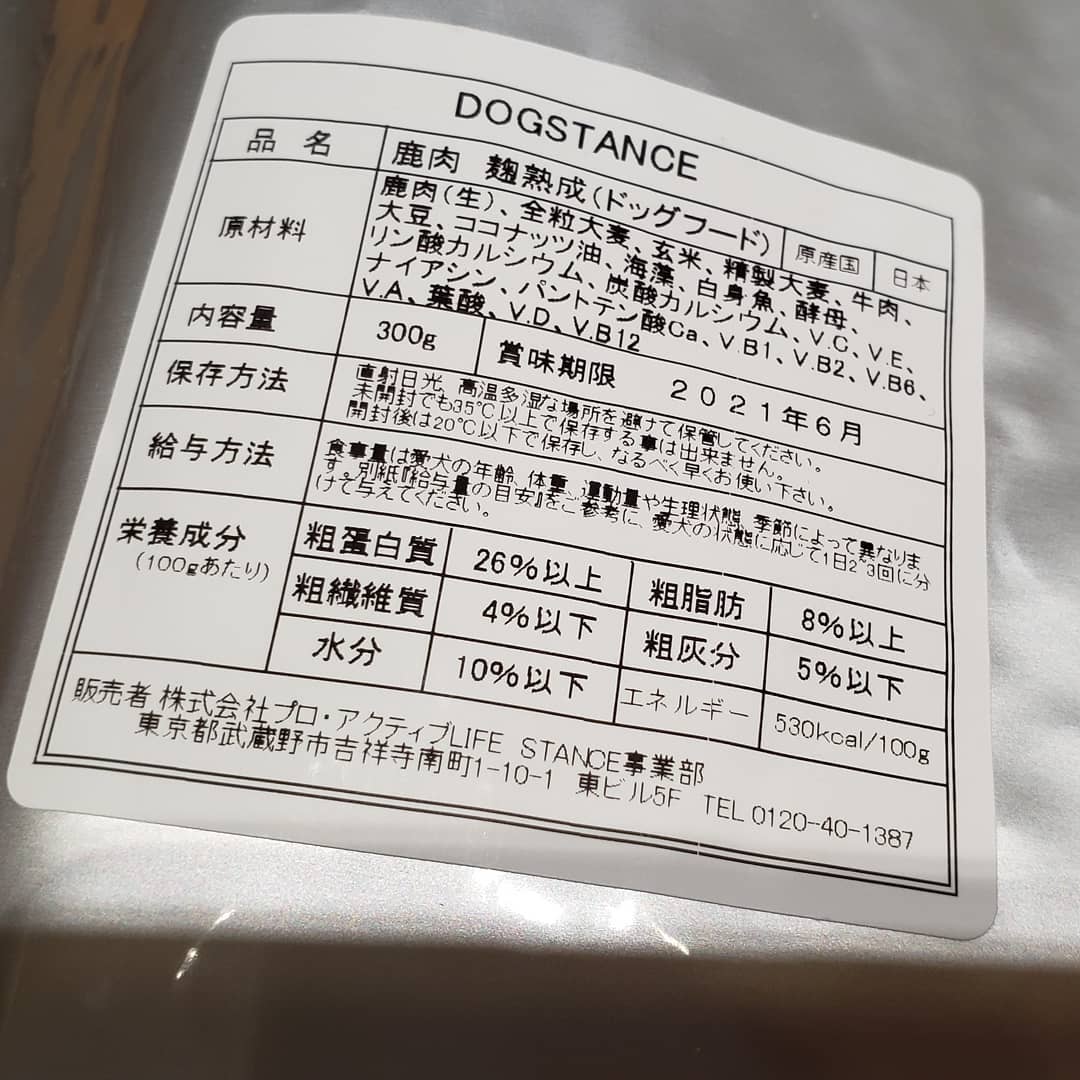 DOGSTANCE
品名 鹿肉 麹熟成(ドッグフード) 原産国 日本
原材料
鹿肉(生)、全粒大麦、玄米、精製大麦、牛肉、
大豆、ココナッツ油、海藻、白身魚、酵母、
リン酸カルシウム、炭酸カルシウム、V.C、V.E、
ナイアシン、パントテン酸Ca、V.B1、V.B2、V.B6、
V.A、葉酸、V.D、V.B12
内容量 300g 賞味期限 2021年6月
保存方法
直射日光、高温多湿な場所を避けて保管してください。
未開封でも35℃以上で保存する事は出来ません。
開封後は20℃以下で保存し、なるべく早くお使い下さい。
給与方法
食事量は愛犬の年齢、体重、運動量や生理状態、季節によって異なりま
す。別紙『給与量の目安』をご参考に、愛犬の状態に応じて1日2-3回に分
けて与えてください。
栄養成分
(100gあたり)
粗蛋白質 26%以上 粗脂肪 8%以上
粗繊維質 4%以下 粗灰分 5%以下
水分 10%以下 エネルギー 530kcal/100g
販売者 株式会社プロ・アクティブLIFE STANCE事業部
東京都武蔵野市吉祥寺南町1-10-1 東ビル5F TEL 0120-40-1387